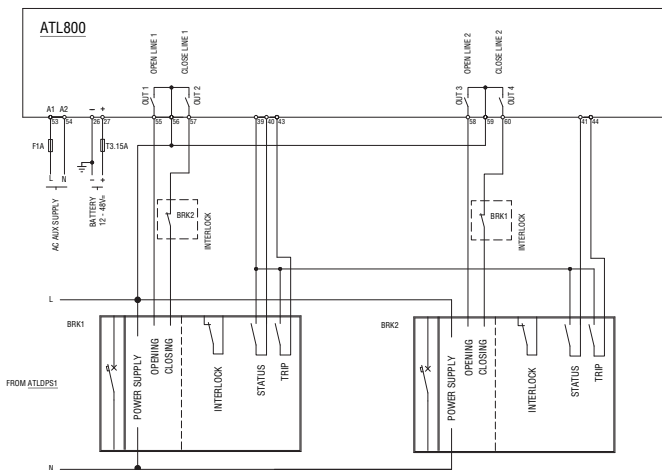 ATL800
OPEN LINE 1
CLOSE LINE 1
OPEN LINE 2
CLOSE LINE 2
OUT 1
OUT 2
OUT 3
OUT 4
A1 A2 – +
53 54 26 27 55 56 57 39 40 43 58 59 60 41 44
F1A
T3.15A
L N – +
AC AUX SUPPLY
BATTERY
12 - 48V=
BRK2
INTERLOCK
BRK1
INTERLOCK
L
BRK1
BRK2
FROM ATLDPS1
POWER SUPPLY
OPENING
CLOSING
INTERLOCK
STATUS
TRIP
POWER SUPPLY
OPENING
CLOSING
INTERLOCK
STATUS
TRIP
N